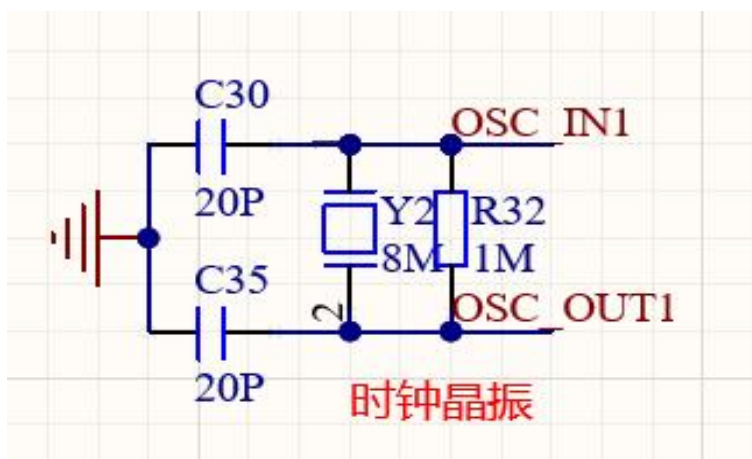 C30
OSC_IN1
20P
Y2
R32
8M
1M
C35
2
OSC_OUT1
20P
时钟晶振